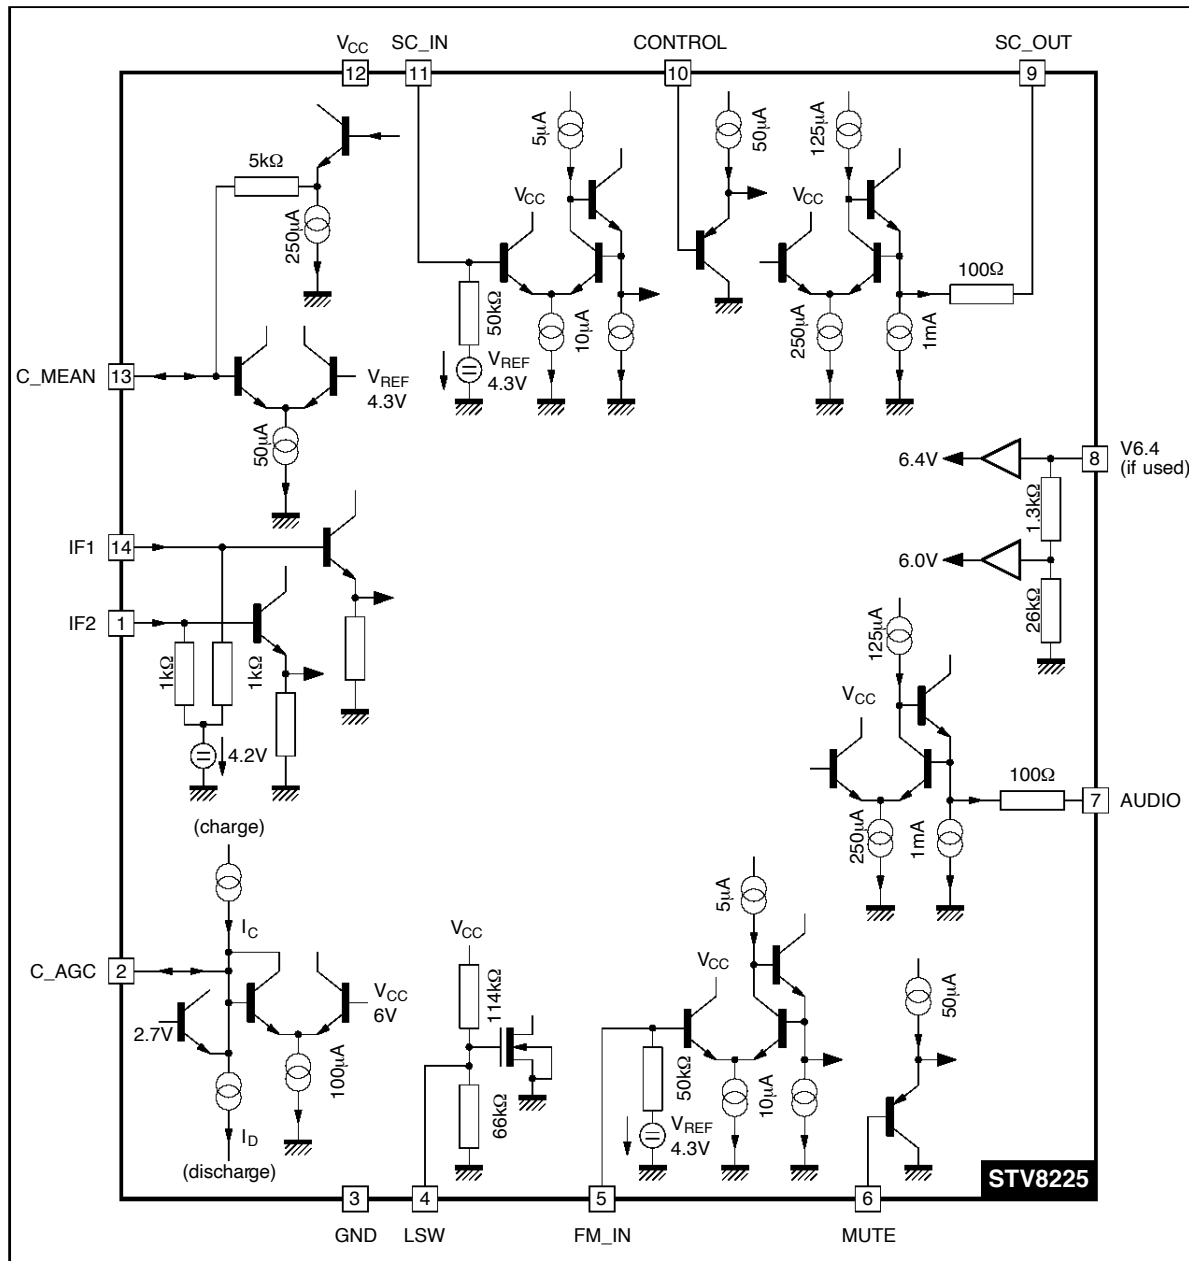 VCC SC_IN CONTROL SC_OUT
12 11 10 9
5µA
50µA
125µA
5kΩ
250µA
VCC
VCC
100Ω
50kΩ
10µA
250µA
1mA
VREF
4.3V
C_MEAN 13
VREF
4.3V
50µA
6.4V
8 V6.4
(if used)
1.3kΩ
IF1 14
6.0V
26kΩ
IF2 1
1kΩ
1kΩ
125µA
VCC
4.2V
100Ω
7 AUDIO
(charge)
250µA
1mA
5µA
IC
VCC
C_AGC 2
114kΩ
VCC
50µA
VCC
6V
2.7V
100µA
50kΩ
10µA
66kΩ
VREF
4.3V
ID
(discharge)
STV8225
3 4 5 6
GND LSW FM_IN MUTE